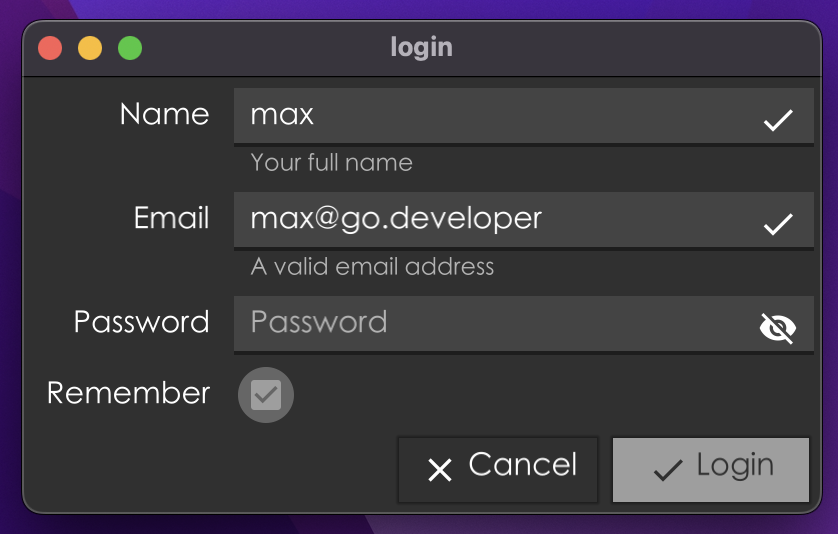 login
Name max
Your full name
Email max@go.developer
A valid email address
Password Password
Remember
Cancel Login